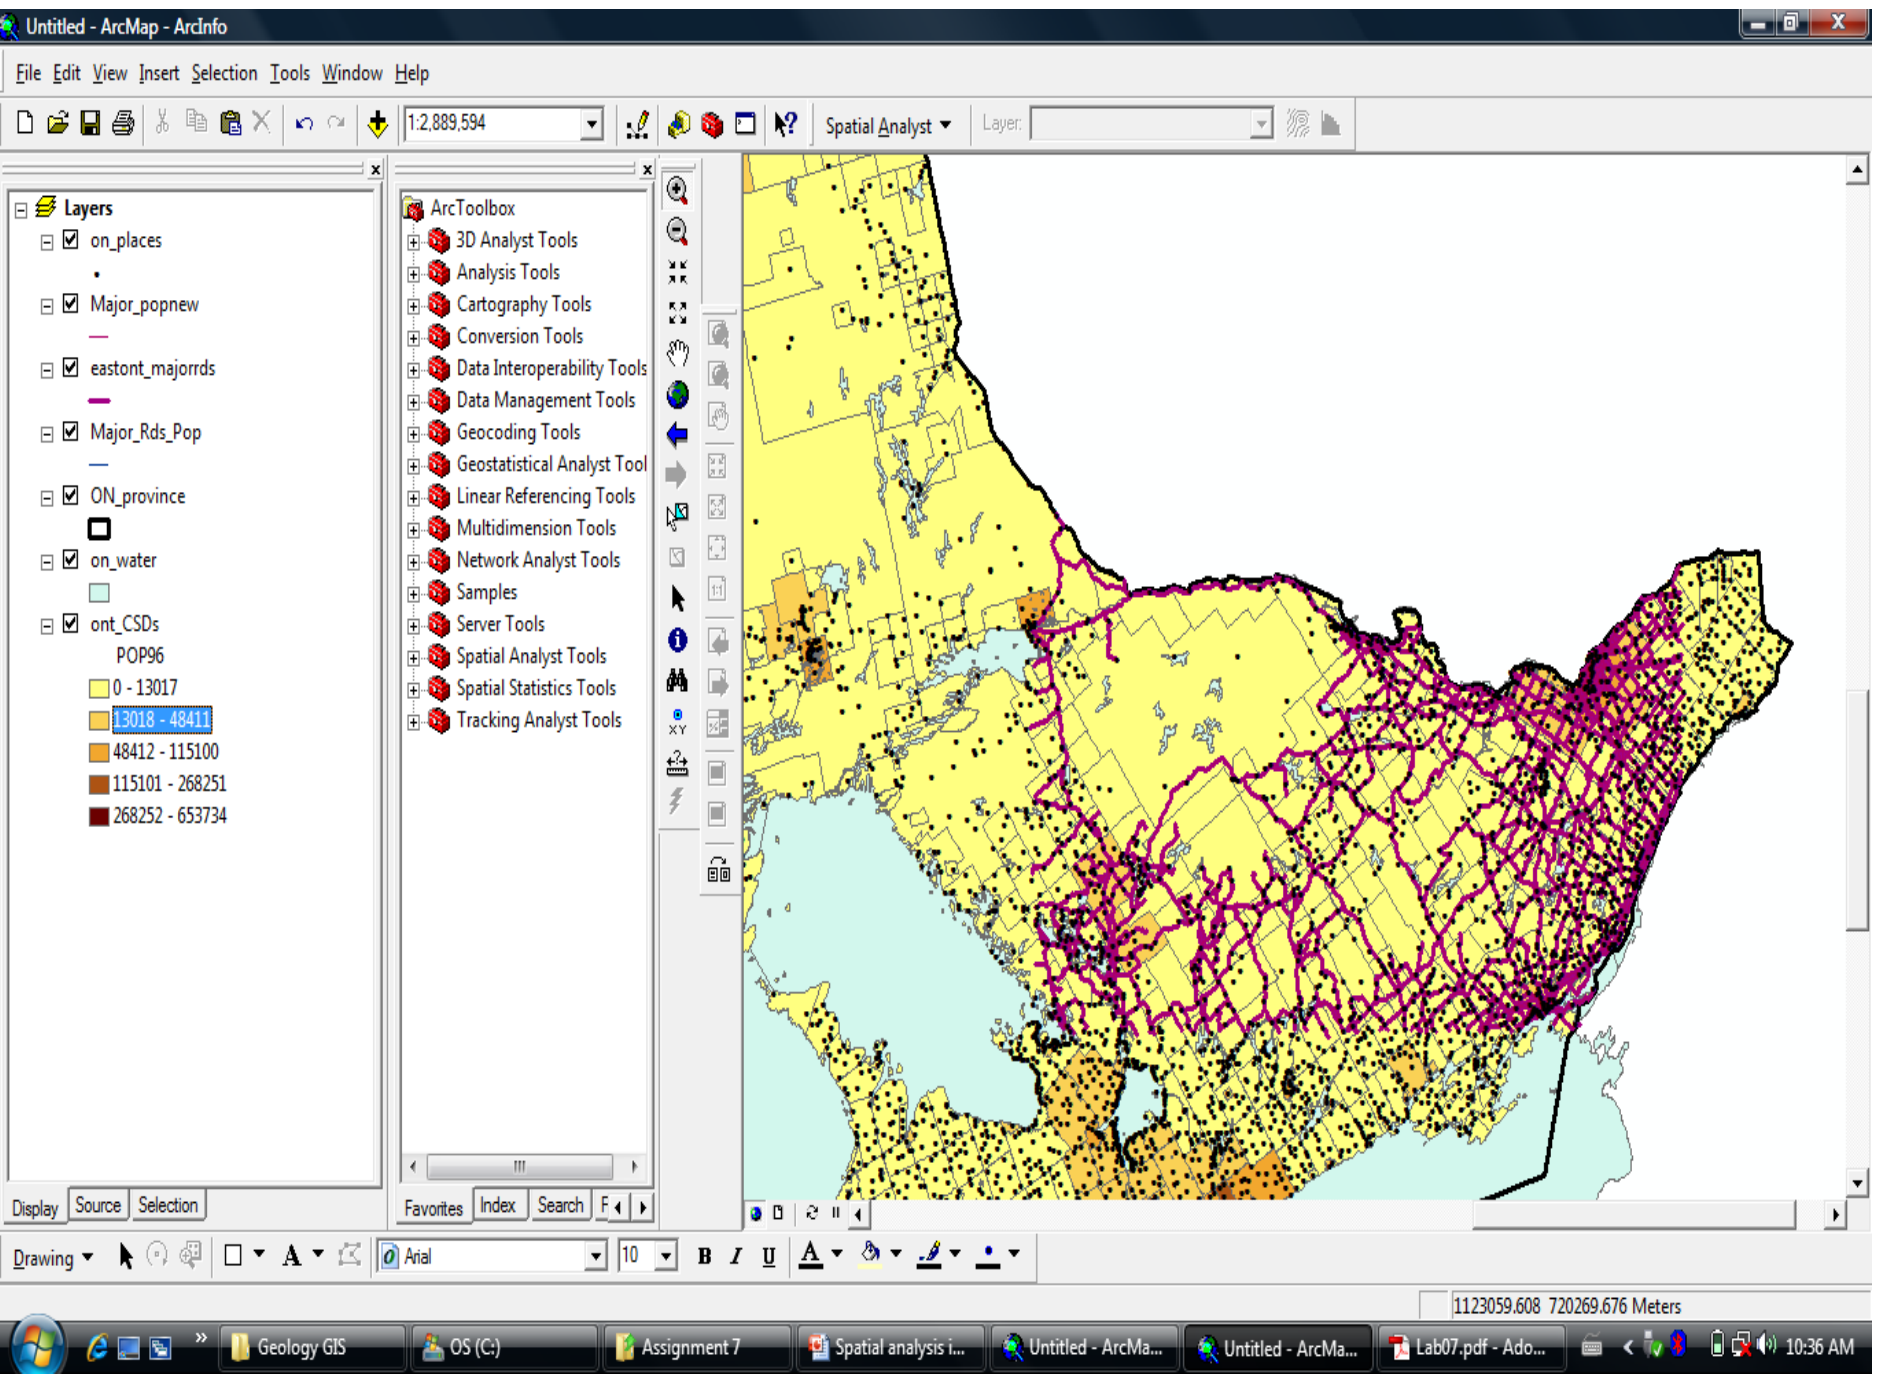 Untitled - ArcMap - ArcInfo
File Edit View Insert Selection Tools Window Help
1:2,889,594
Spatial Analyst
Layer:
Layers
on_places
Major_popnew
eastont_majorrds
Major_Rds_Pop
ON_province
on_water
ont_CSDs
POP96
0 - 13017
13018 - 48411
48412 - 115100
115101 - 268251
268252 - 653734
Display Source Selection
ArcToolbox
3D Analyst Tools
Analysis Tools
Cartography Tools
Conversion Tools
Data Interoperability Tools
Data Management Tools
Geocoding Tools
Geostatistical Analyst Tool
Linear Referencing Tools
Multidimension Tools
Network Analyst Tools
Samples
Server Tools
Spatial Analyst Tools
Spatial Statistics Tools
Tracking Analyst Tools
Favorites Index Search F
XY
1:1
Drawing A Arial 10 B I U A
1123059.608 720269.676 Meters
Geology GIS
OS (C:)
Assignment 7
Spatial analysis i...
Untitled - ArcMa...
Untitled - ArcMa...
Lab07.pdf - Ado...
10:36 AM